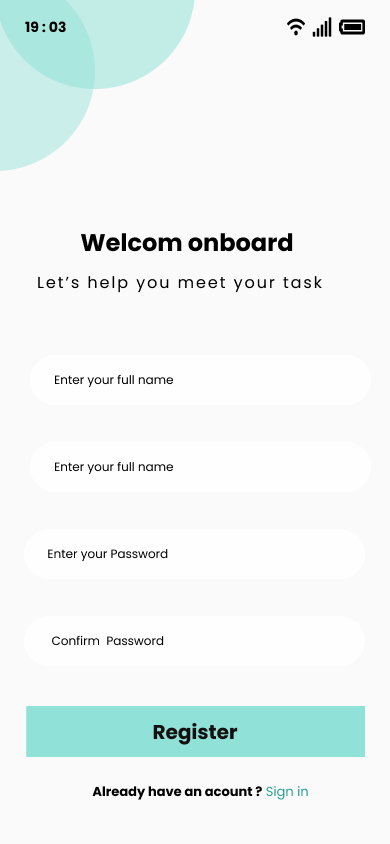 19 : 03
Welcom onboard
Let’s help you meet your task
Enter your full name
Enter your full name
Enter your Password
Confirm Password
Register
Already have an acount ? Sign in